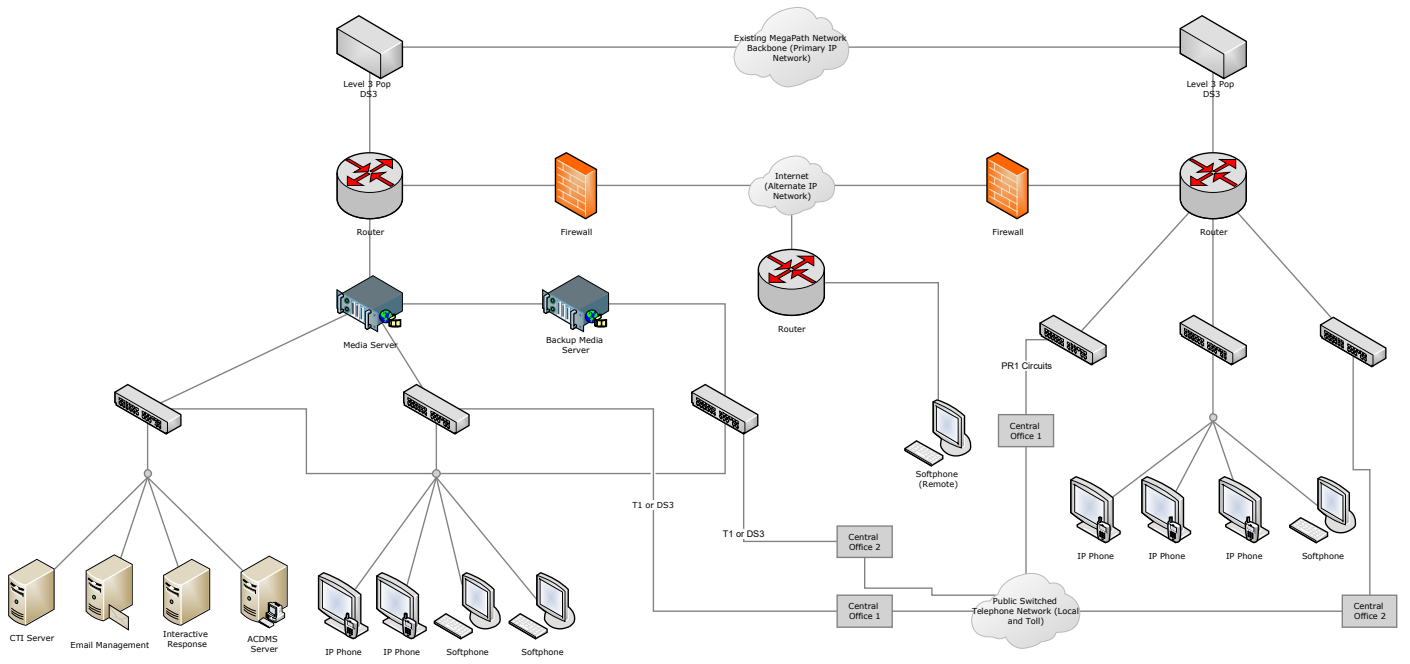 Existing MegaPath Network
Backbone (Primary IP
Network)
Level 3 Pop
DS3
Level 3 Pop
DS3
Internet
(Alternate IP
Network)
Router
Firewall
Firewall
Router
Router
Media Server
Backup Media
Server
PR1 Circuits
Central
Office 1
Softphone
(Remote)
T1 or DS3
T1 or DS3
Central
Office 2
IP Phone
IP Phone
IP Phone
Softphone
Central
Office 1
Public Switched
Telephone Network (Local
and Toll)
Central
Office 2
CTI Server
Email Management
Interactive
Response
ACDMS
Server
IP Phone
IP Phone
Softphone
Softphone